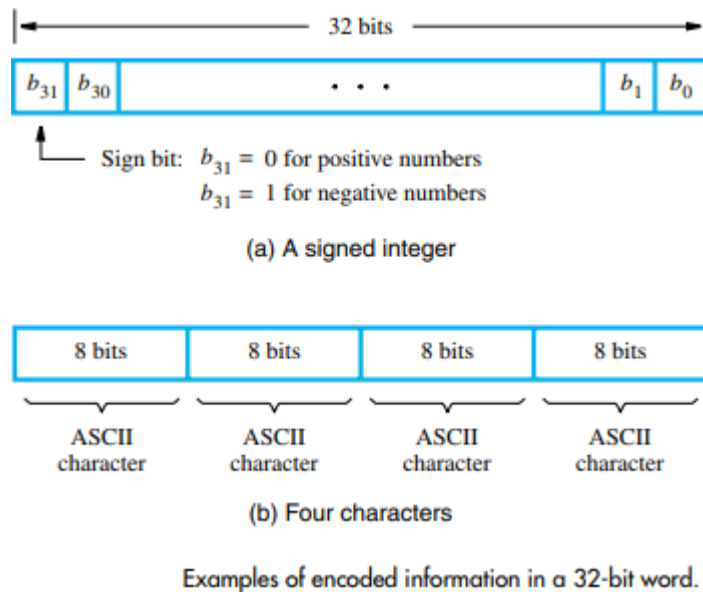 32 bits
b31 b30 . . . b1 b0
Sign bit: b31 = 0 for positive numbers
b31 = 1 for negative numbers
(a) A signed integer
8 bits 8 bits 8 bits 8 bits
ASCII ASCII ASCII ASCII
character character character character
(b) Four characters
Examples of encoded information in a 32-bit word.